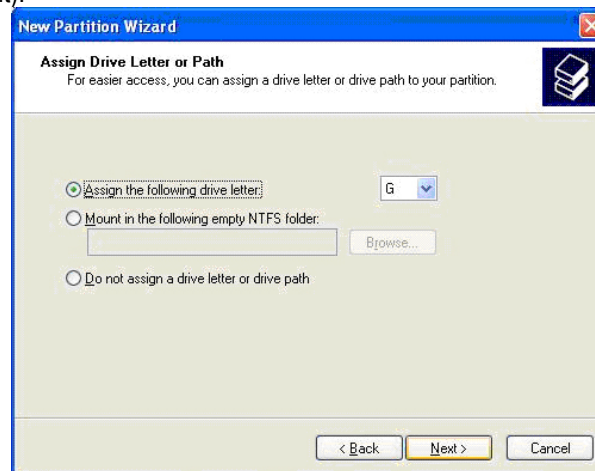 New Partition Wizard
Assign Drive Letter or Path
For easier access, you can assign a drive letter or drive path to your partition.
Assign the following drive letter: G
Mount in the following empty NTFS folder:
Browse...
Do not assign a drive letter or drive path
< Back Next > Cancel